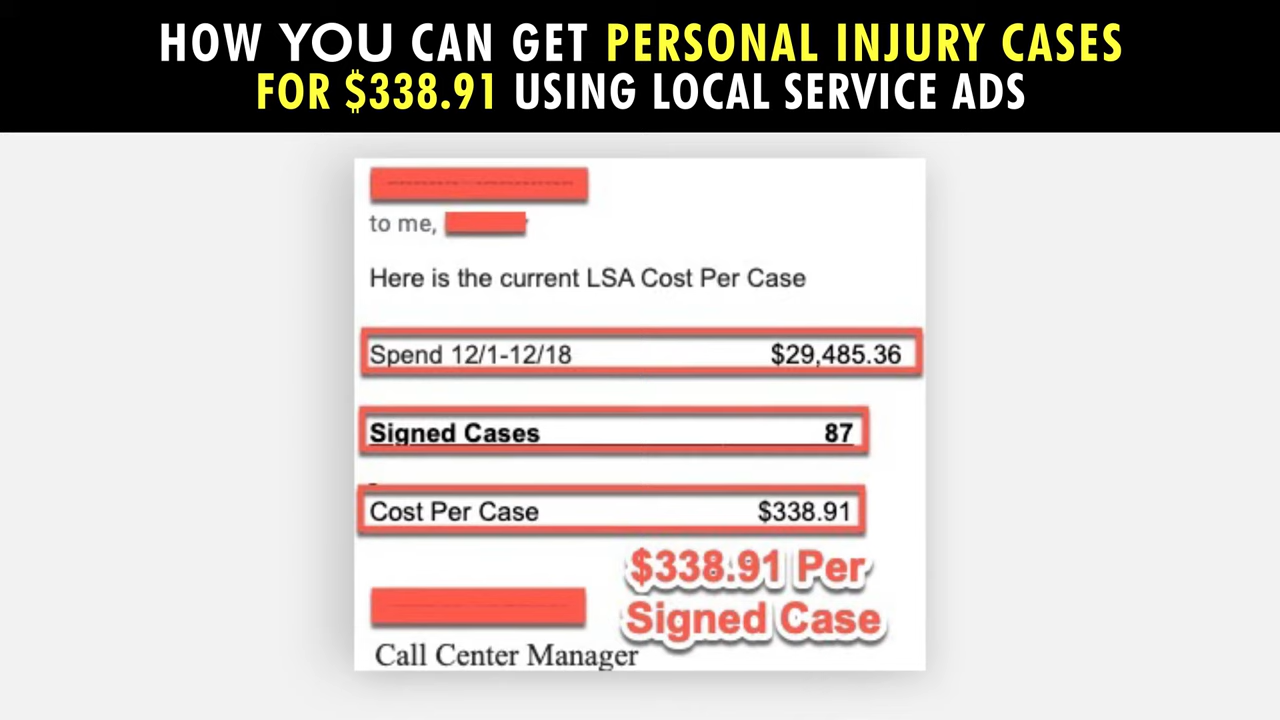 HOW YOU CAN GET PERSONAL INJURY CASES
FOR $338.91 USING LOCAL SERVICE ADS
to me,
Here is the current LSA Cost Per Case
Spend 12/1-12/18 $29,485.36
Signed Cases 87
Cost Per Case $338.91
$338.91 Per
Signed Case
Call Center Manager